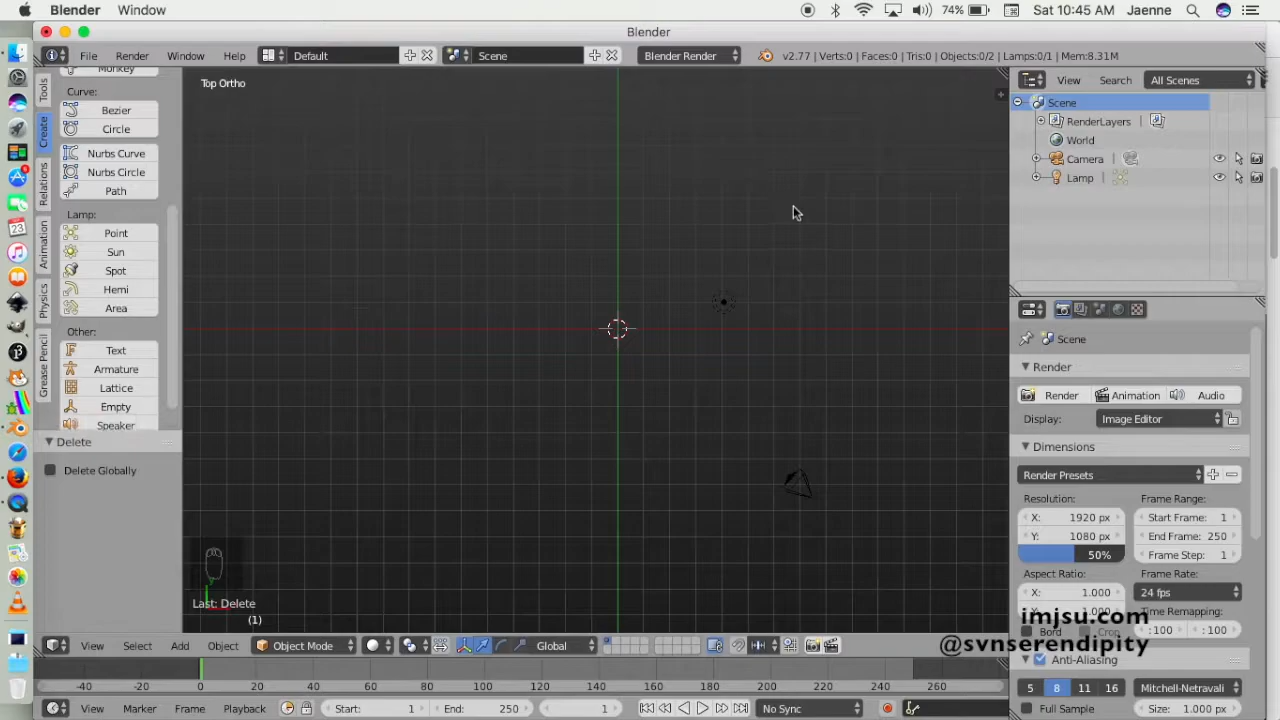 Blender Window 74% Sat 10:45 AM Jaenne
Blender
File Render Window Help Default Scene Blender Render v2.77 | Verts:0 | Faces:0 | Tris:0 | Objects:0/2 | Lamps:0/1 | Mem:8.31M
Tools
Create
Relations
Animation
Physics
Grease Pencil
Monkey
Curve:
Bezier
Circle
Nurbs Curve
Nurbs Circle
Path
Lamp:
Point
Sun
Spot
Hemi
Area
Other:
Text
Armature
Lattice
Empty
Speaker
Delete
Delete Globally
Top Ortho
Last: Delete
(1)
View Search All Scenes
Scene
RenderLayers
World
Camera
Lamp
Scene
Render
Render Animation Audio
Display: Image Editor
Dimensions
Render Presets
Resolution: Frame Range:
X: 1920 px Start Frame: 1
Y: 1080 px End Frame: 250
50% Frame Step: 1
Aspect Ratio: Frame Rate:
X: 1.000 24 fps
Time Remapping:
Bord Crop :100 :100
imjsu.com
@svnserendipity
Anti-Aliasing
5 8 11 16 Mitchell-Netravali
Full Sample Size: 1.000 px
View Select Add Object Object Mode Global
-40 -20 0 20 40 60 80 100 120 140 160 180 200 220 240 260
View Marker Frame Playback Start: 1 End: 250 1 No Sync